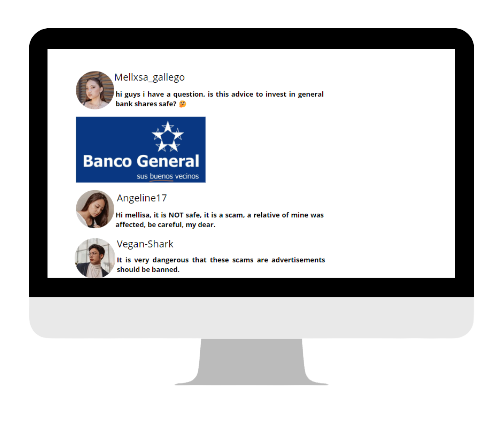 Mellxsa_gallego
hi guys i have a question, is this advice to invest in general
bank shares safe? 🤔
Banco General
sus buenos vecinos
Angeline17
Hi mellisa, it is NOT safe, it is a scam, a relative of mine was
affected, be careful, my dear.
Vegan-Shark
It is very dangerous that these scams are advertisements
should be banned.